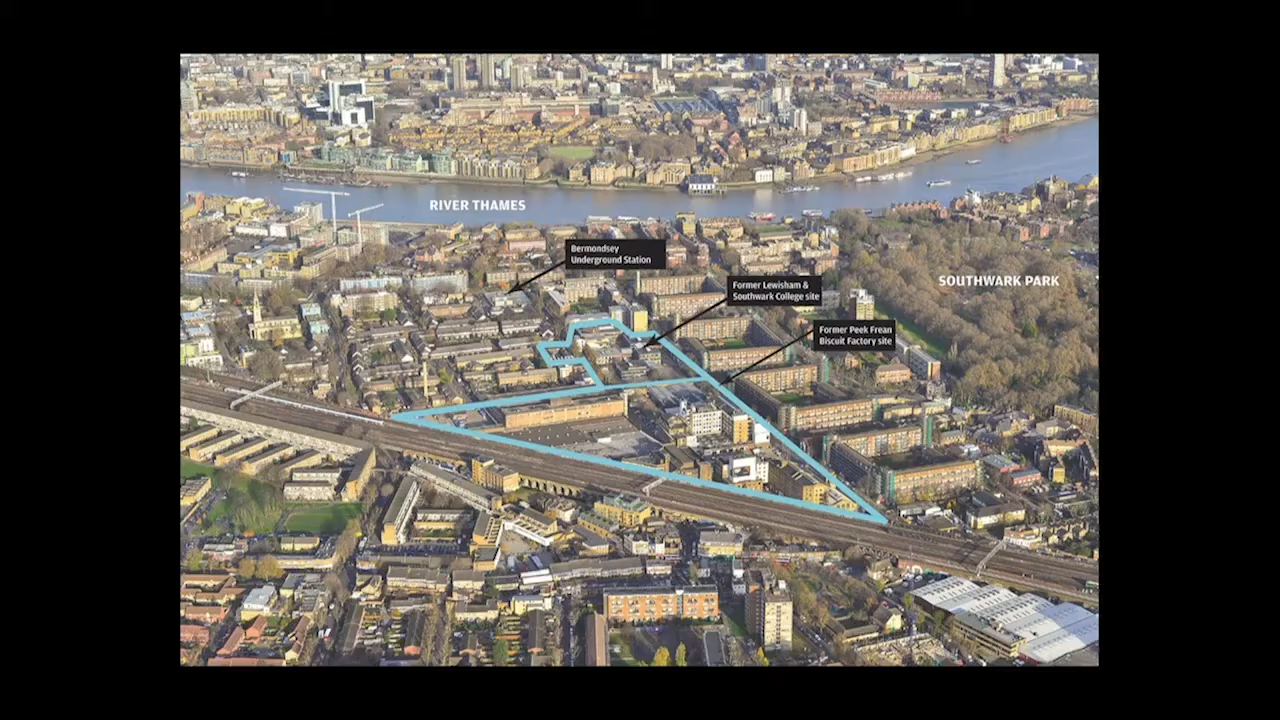 RIVER THAMES
Bermondsey
Underground Station
Former Lewisham &
Southwark College site
SOUTHWARK PARK
Former Peek Frean
Biscuit Factory site